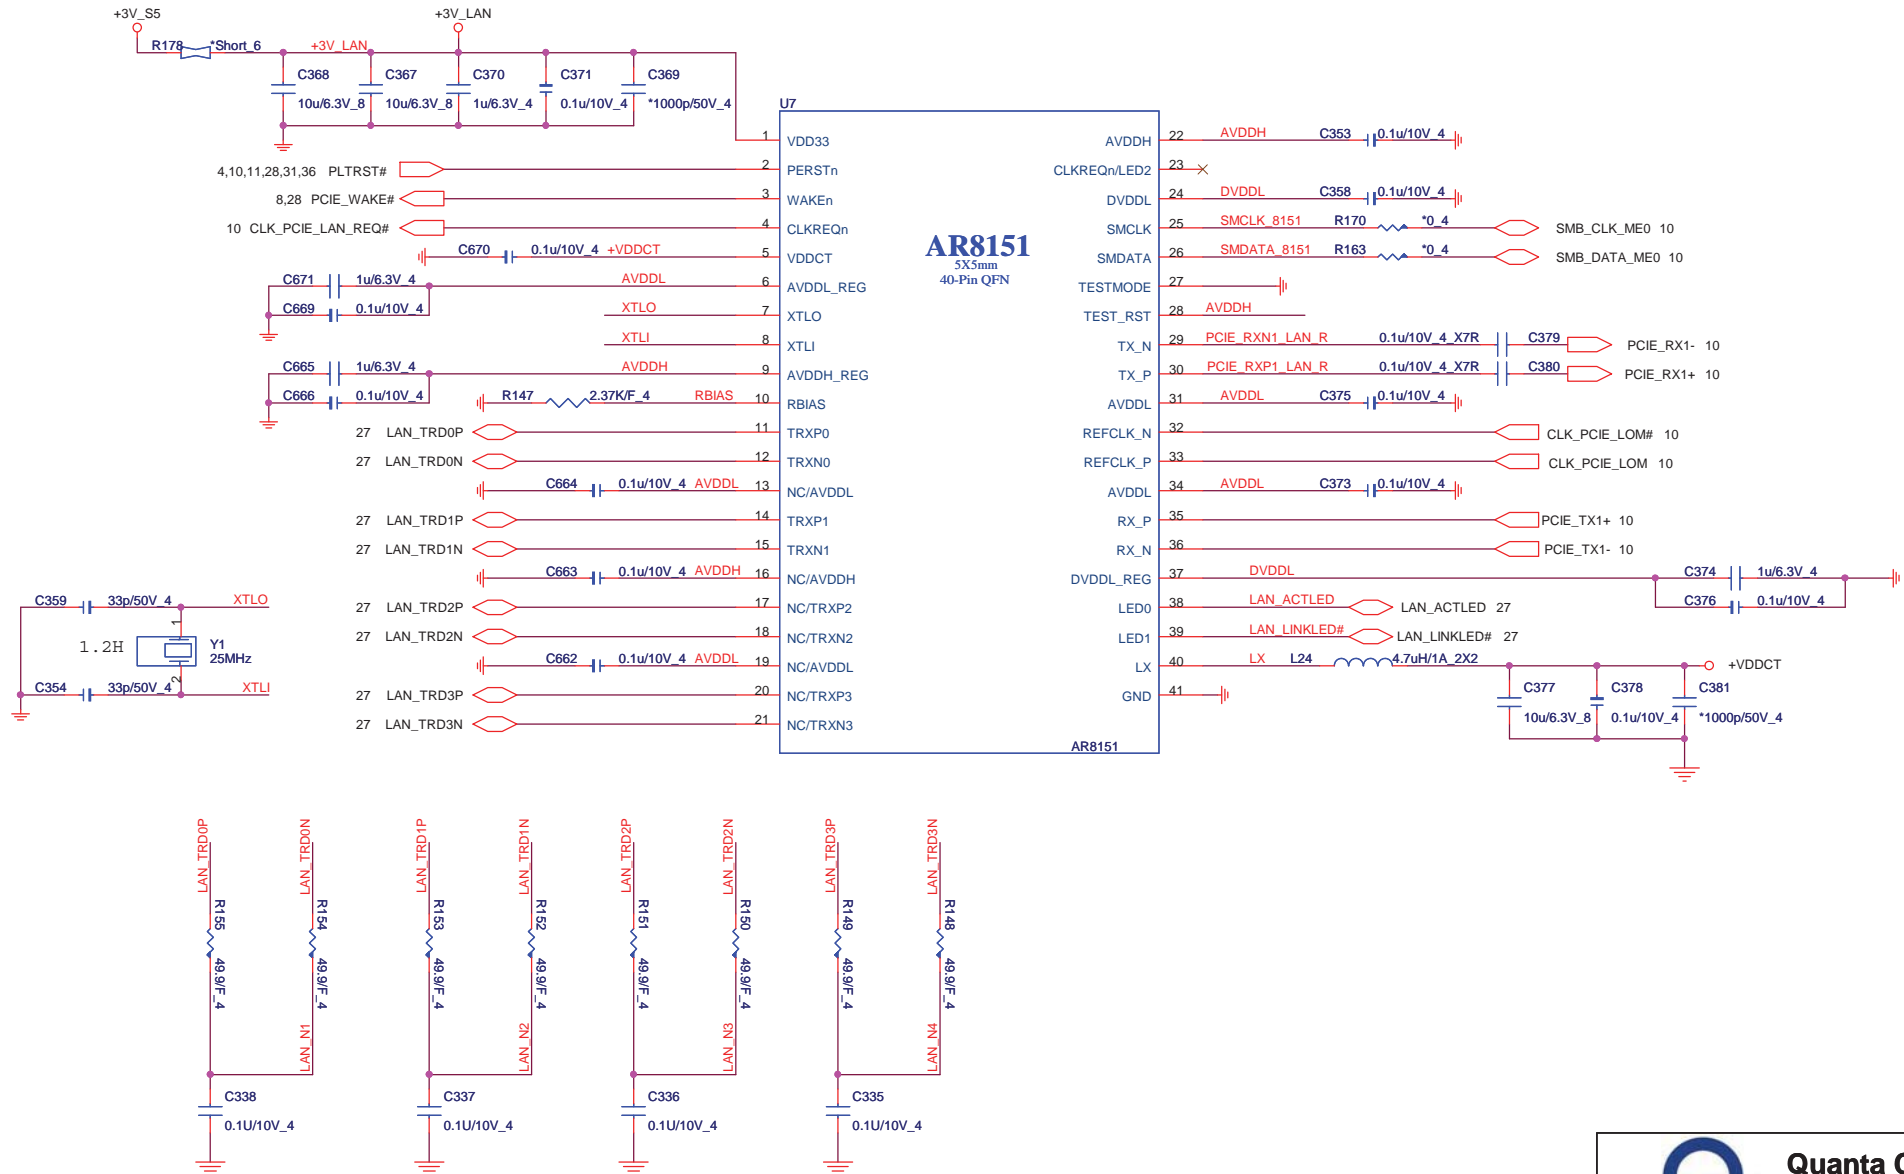 +3V_S5
+3V_LAN
R178 *Short_6
+3V_LAN
C368 10u/6.3V_8
C367 10u/6.3V_8
C370 1u/6.3V_4
C371 0.1u/10V_4
C369 *1000p/50V_4
U7
AR8151
5X5mm
40-Pin QFN
1 VDD33
4,10,11,28,31,36 PLTRST# 2 PERSTn
8,28 PCIE_WAKE# 3 WAKEn
10 CLK_PCIE_LAN_REQ# 4 CLKREQn
C670 0.1u/10V_4 +VDDCT 5 VDDCT
C671 1u/6.3V_4 AVDDL 6 AVDDL_REG
C669 0.1u/10V_4
XTLO 7 XTLO
XTLI 8 XTLI
C665 1u/6.3V_4 AVDDH 9 AVDDH_REG
C666 0.1u/10V_4
R147 2.37K/F_4 RBIAS 10 RBIAS
27 LAN_TRD0P 11 TRXP0
27 LAN_TRD0N 12 TRXN0
C664 0.1u/10V_4 AVDDL 13 NC/AVDDL
27 LAN_TRD1P 14 TRXP1
27 LAN_TRD1N 15 TRXN1
C663 0.1u/10V_4 AVDDH 16 NC/AVDDH
27 LAN_TRD2P 17 NC/TRXP2
27 LAN_TRD2N 18 NC/TRXN2
C662 0.1u/10V_4 AVDDL 19 NC/AVDDL
27 LAN_TRD3P 20 NC/TRXP3
27 LAN_TRD3N 21 NC/TRXN3
AVDDH 22 AVDDH C353 0.1u/10V_4
CLKREQn/LED2 23
DVDDL 24 DVDDL C358 0.1u/10V_4
SMCLK 25 SMCLK_8151 R170 *0_4 SMB_CLK_ME0 10
SMDATA 26 SMDATA_8151 R163 *0_4 SMB_DATA_ME0 10
TESTMODE 27
TEST_RST 28 AVDDH
TX_N 29 PCIE_RXN1_LAN_R 0.1u/10V_4_X7R C379 PCIE_RX1- 10
TX_P 30 PCIE_RXP1_LAN_R 0.1u/10V_4_X7R C380 PCIE_RX1+ 10
AVDDL 31 AVDDL C375 0.1u/10V_4
REFCLK_N 32 CLK_PCIE_LOM# 10
REFCLK_P 33 CLK_PCIE_LOM 10
AVDDL 34 AVDDL C373 0.1u/10V_4
RX_P 35 PCIE_TX1+ 10
RX_N 36 PCIE_TX1- 10
DVDDL_REG 37 DVDDL C374 1u/6.3V_4
C376 0.1u/10V_4
LED0 38 LAN_ACTLED LAN_ACTLED 27
LED1 39 LAN_LINKLED# LAN_LINKLED# 27
LX 40 LX L24 4.7uH/1A_2X2 +VDDCT
GND 41
AR8151
C377 10u/6.3V_8
C378 0.1u/10V_4
C381 *1000p/50V_4
C359 33p/50V_4 XTLO
1
1.2H
Y1
25MHz
2
C354 33p/50V_4 XTLI
LAN_TRD0P R155 49.9/F_4
LAN_TRD0N R154 49.9/F_4 LAN_N1
LAN_TRD1P R153 49.9/F_4
LAN_TRD1N R152 49.9/F_4 LAN_N2
LAN_TRD2P R151 49.9/F_4
LAN_TRD2N R150 49.9/F_4 LAN_N3
LAN_TRD3P R149 49.9/F_4
LAN_TRD3N R148 49.9/F_4 LAN_N4
C338 0.1U/10V_4
C337 0.1U/10V_4
C336 0.1U/10V_4
C335 0.1U/10V_4
Quanta